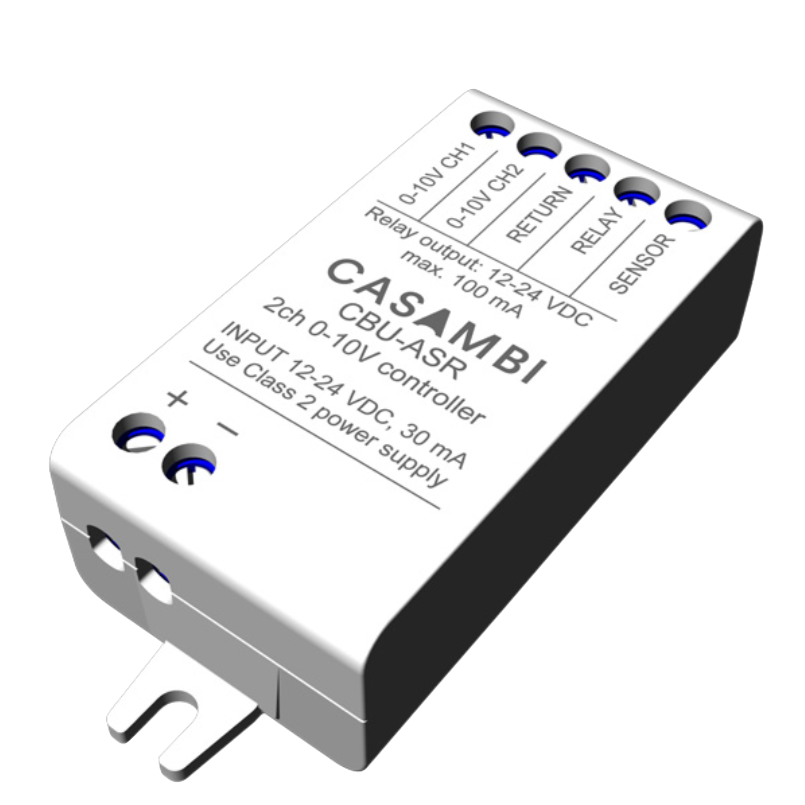 0-10V CH1
0-10V CH2
RETURN
RELAY
SENSOR
Relay output: 12-24 VDC
max. 100 mA
CASAMBI
CBU-ASR
2ch 0-10V controller
INPUT 12-24 VDC, 30 mA
Use Class 2 power supply
+ −